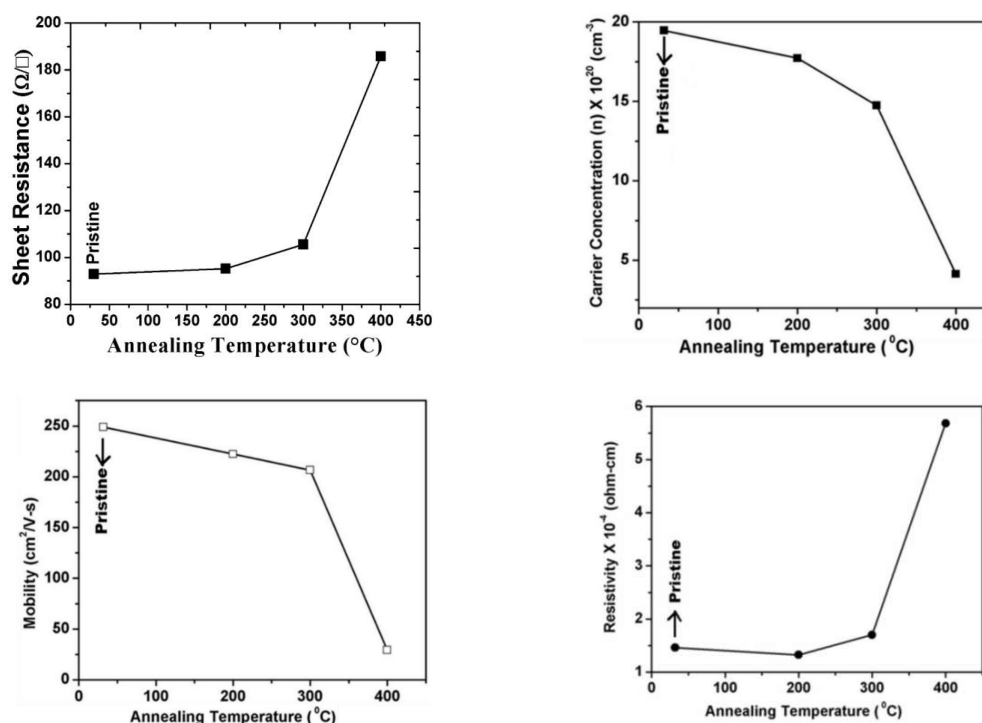 200
180
160
140
120
100
80
Sheet Resistance (Ω/□)
Pristine
0 50 100 150 200 250 300 350 400 450
Annealing Temperature (°C)
20
15
10
5
Carrier Concentration (n) X 10²⁰ (cm⁻³)
Pristine
0 100 200 300 400
Annealing Temperature (⁰C)
250
200
150
100
50
0
Mobility (cm²/V-s)
Pristine
0 100 200 300 400
Annealing Temperature (⁰C)
6
5
4
3
2
1
Resistivity X 10⁻⁴ (ohm-cm)
Pristine
0 100 200 300 400
Annealing Temperature (⁰C)